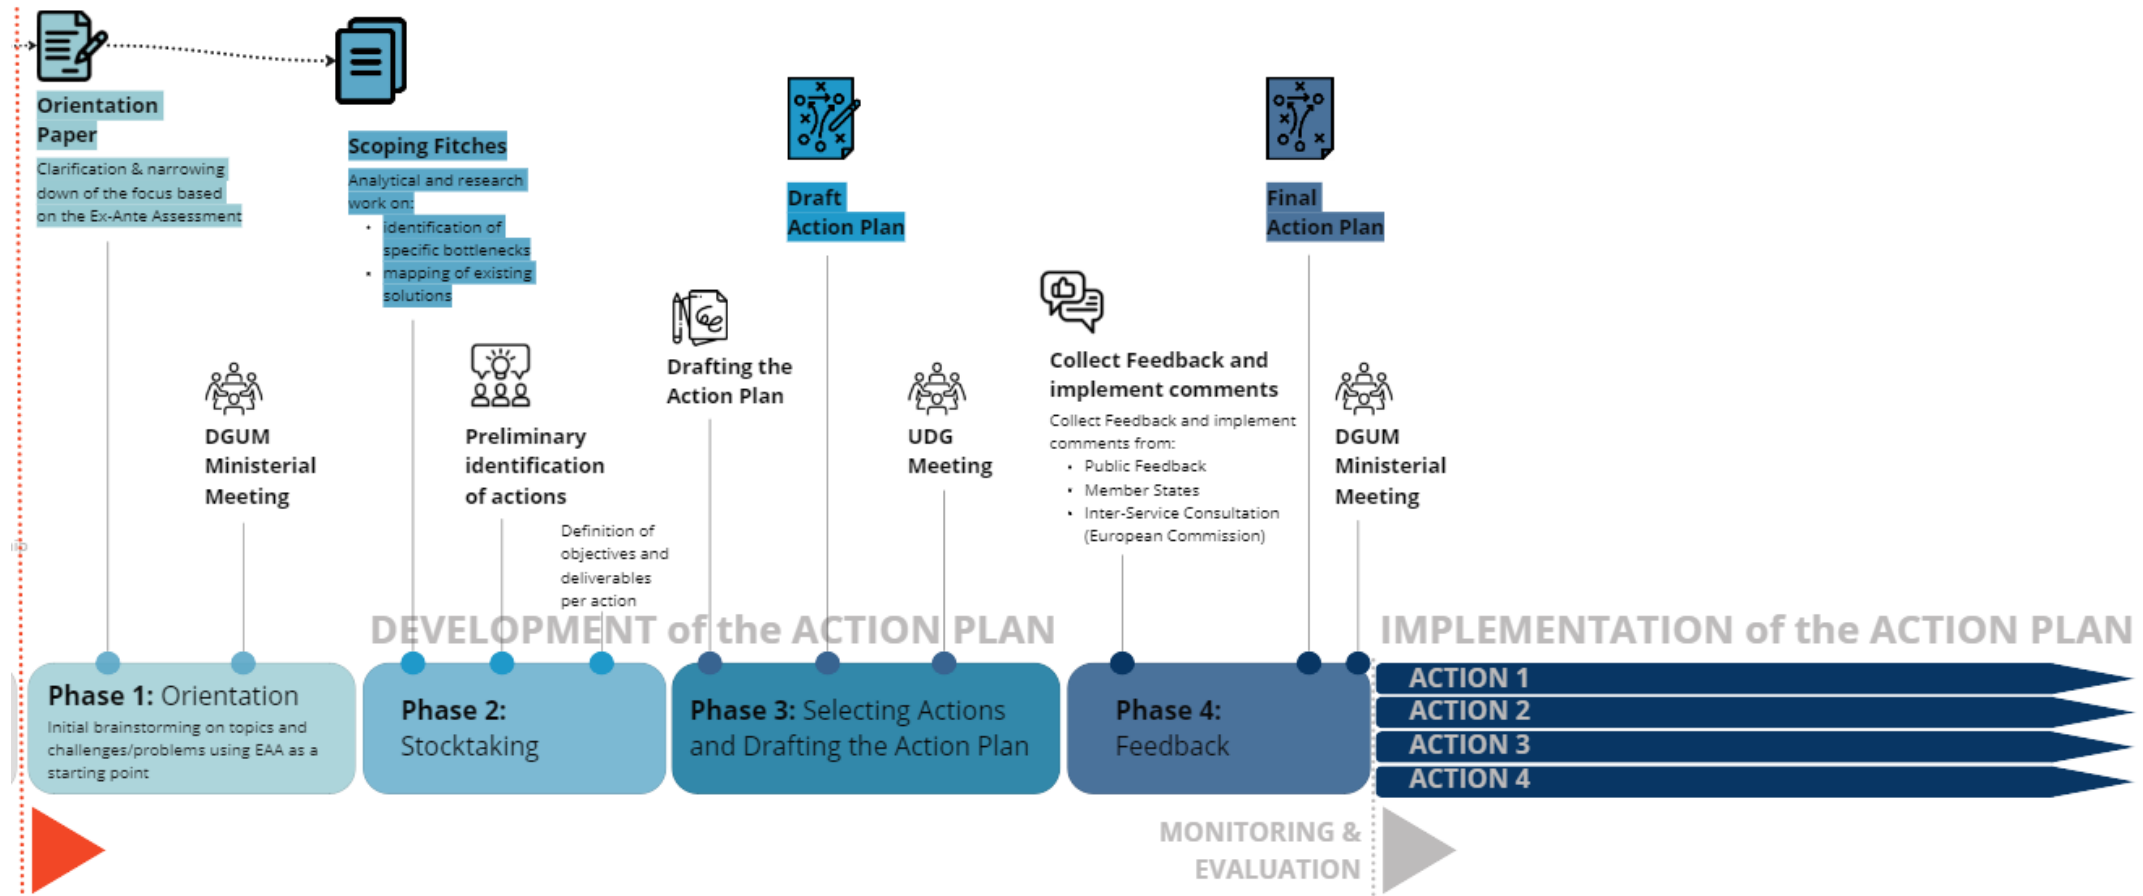 Orientation
Paper
Clarification & narrowing
down of the focus based
on the Ex-Ante Assessment
Scoping Fitches
Analytical and research
work on:
• identification of
specific bottlenecks
• mapping of existing
solutions
Draft
Action Plan
Final
Action Plan
DGUM
Ministerial
Meeting
Preliminary
identification
of actions
Definition of
objectives and
deliverables
per action
Drafting the
Action Plan
UDG
Meeting
Collect Feedback and
implement comments
Collect Feedback and implement
comments from:
• Public Feedback
• Member States
• Inter-Service Consultation
(European Commission)
DGUM
Ministerial
Meeting
DEVELOPMENT of the ACTION PLAN
IMPLEMENTATION of the ACTION PLAN
Phase 1: Orientation
Initial brainstorming on topics and
challenges/problems using EAA as a
starting point
Phase 2:
Stocktaking
Phase 3: Selecting Actions
and Drafting the Action Plan
Phase 4:
Feedback
ACTION 1
ACTION 2
ACTION 3
ACTION 4
MONITORING &
EVALUATION